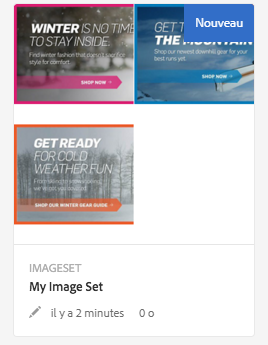 Nouveau
WINTER IS NO TIME
TO STAY INSIDE.
Find winter fashion that doesn't sacrifice
style for comfort.
SHOP NOW
GET T
THE MOUNTAIN
Shop our newest downhill gear for your
best runs yet.
SHOP NOW
GET READY
FOR COLD
WEATHER FUN.
SHOP OUR WINTER GEAR GUIDE
IMAGESET
My Image Set
il y a 2 minutes 0 o